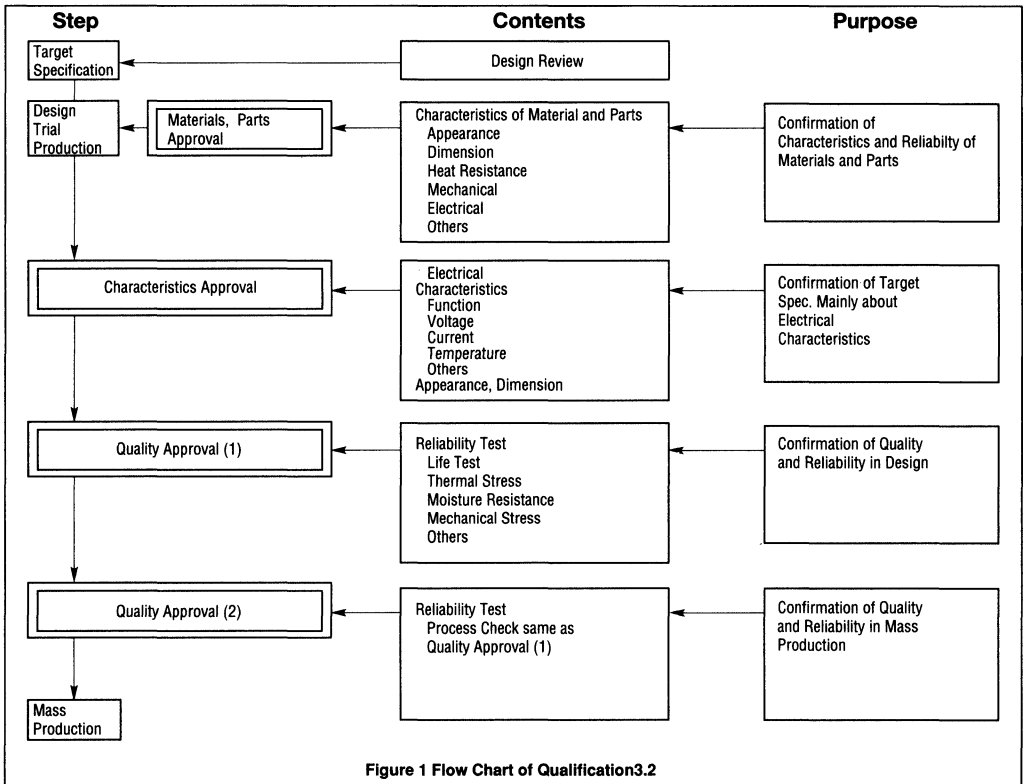 Step
Contents
Purpose
Target
Specification
Design Review
Design
Trial
Production
Materials, Parts
Approval
Characteristics of Material and Parts
Appearance
Dimension
Heat Resistance
Mechanical
Electrical
Others
Confirmation of
Characteristics and Reliabilty of
Materials and Parts
Characteristics Approval
Electrical
Characteristics
Function
Voltage
Current
Temperature
Others
Appearance, Dimension
Confirmation of Target
Spec. Mainly about
Electrical
Characteristics
Quality Approval (1)
Reliability Test
Life Test
Thermal Stress
Moisture Resistance
Mechanical Stress
Others
Confirmation of Quality
and Reliability in Design
Quality Approval (2)
Reliability Test
Process Check same as
Quality Approval (1)
Confirmation of Quality
and Reliability in Mass
Production
Mass
Production
Figure 1 Flow Chart of Qualification3.2